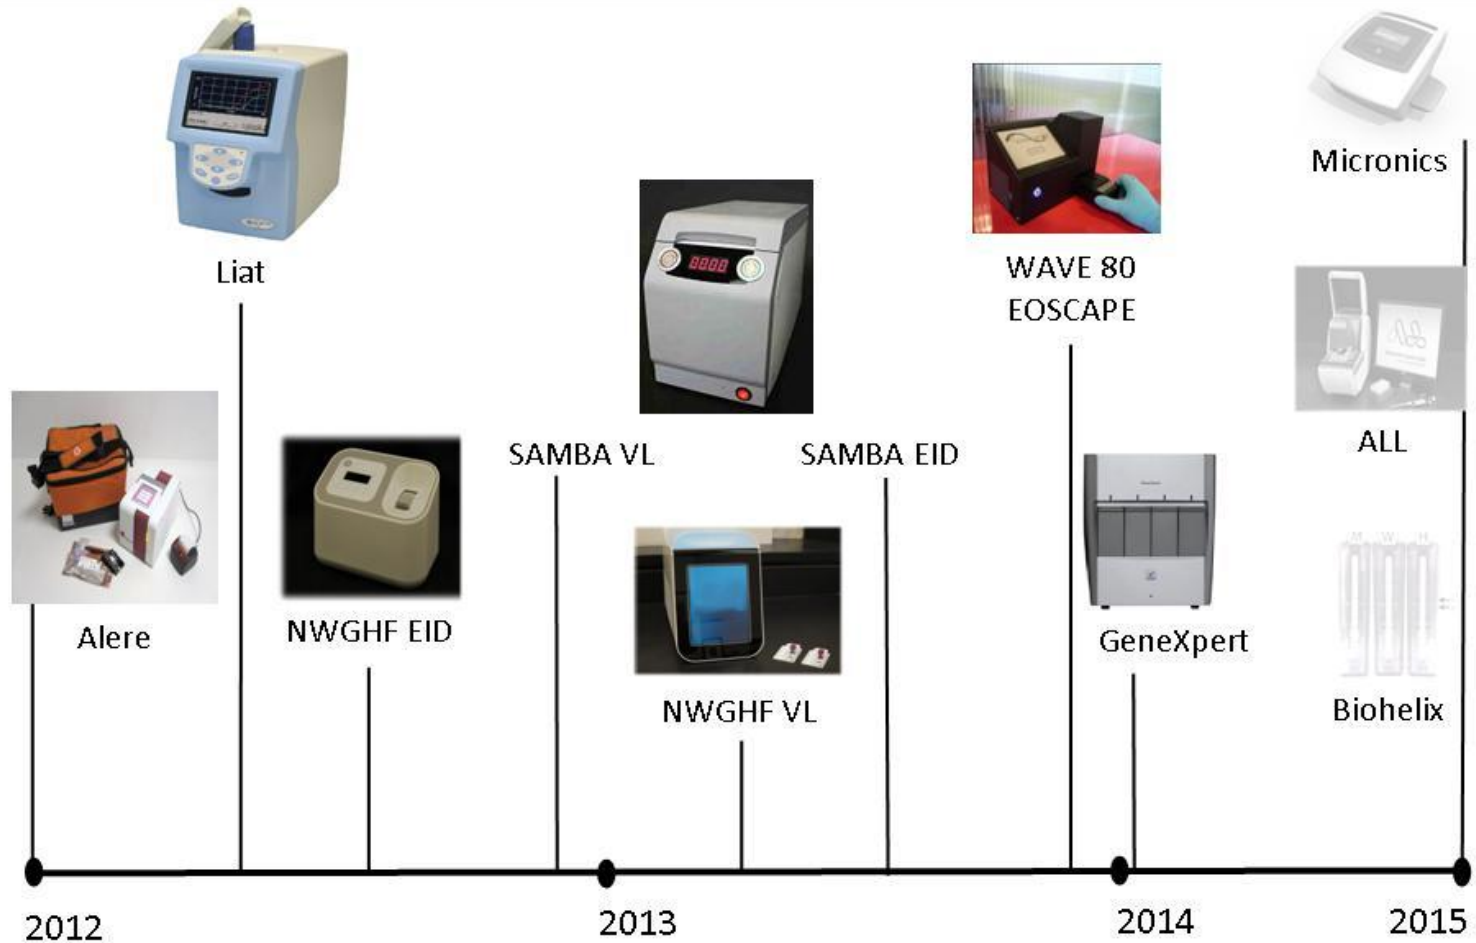 Micronics
Liat
WAVE 80
EOSCAPE
0000
SAMBA VL
SAMBA EID
ALL
Alere
NWGHF EID
NWGHF VL
GeneXpert
M W H
Biohelix
2012
2013
2014
2015